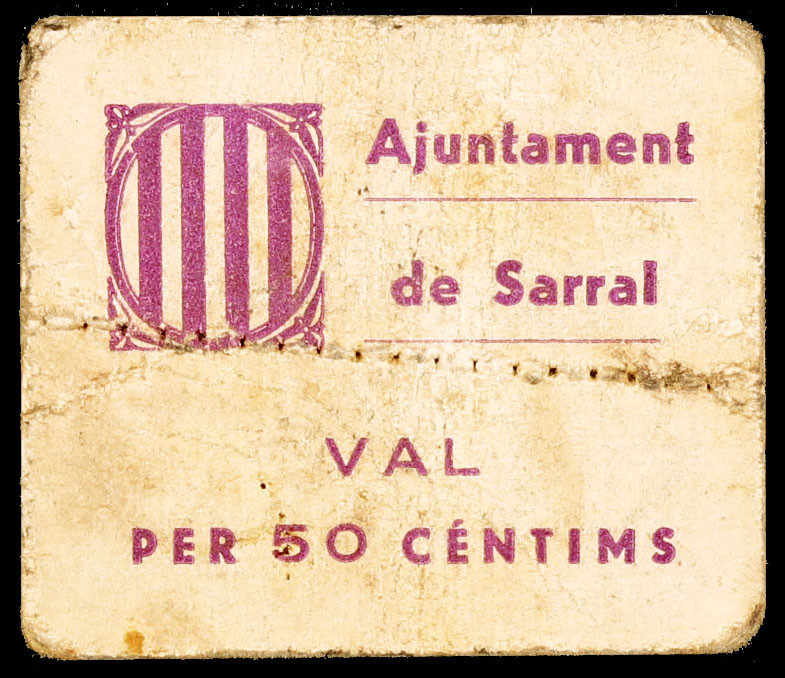 Ajuntament
de Sarral
VAL
PER 50 CÉNTIMS